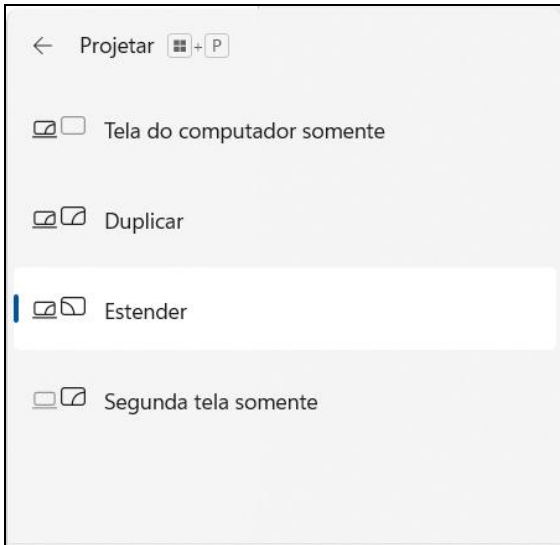 Projetar + P
Tela do computador somente
Duplicar
Estender
Segunda tela somente